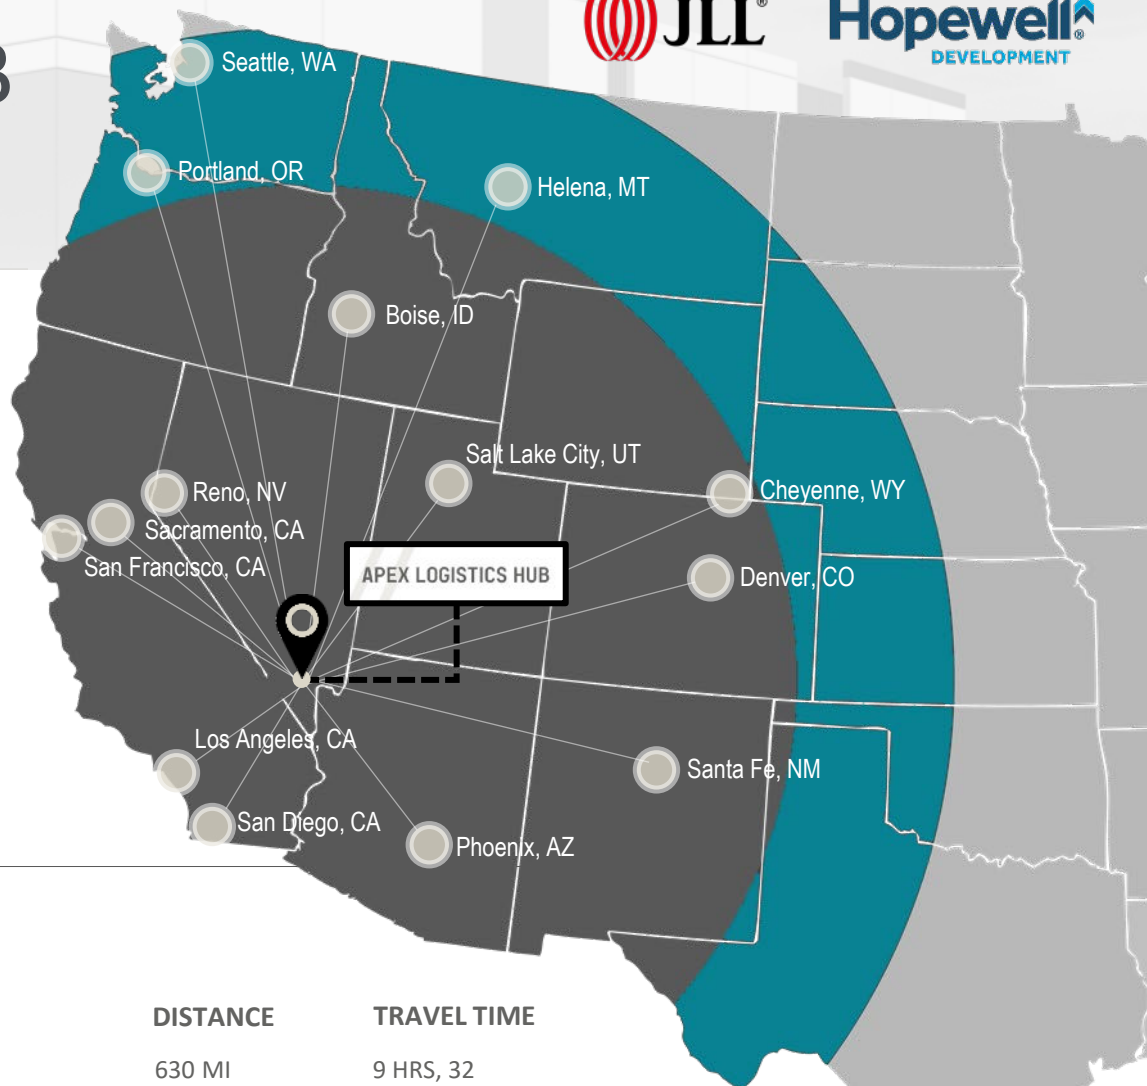 B
JLL®
Hopewell®
DEVELOPMENT
Seattle, WA
Portland, OR
Helena, MT
Boise, ID
Salt Lake City, UT
Reno, NV
Cheyenne, WY
Sacramento, CA
San Francisco, CA
APEX LOGISTICS HUB
Denver, CO
Los Angeles, CA
Santa Fe, NM
San Diego, CA
Phoenix, AZ
DISTANCE TRAVEL TIME
630 MI 9 HRS, 32